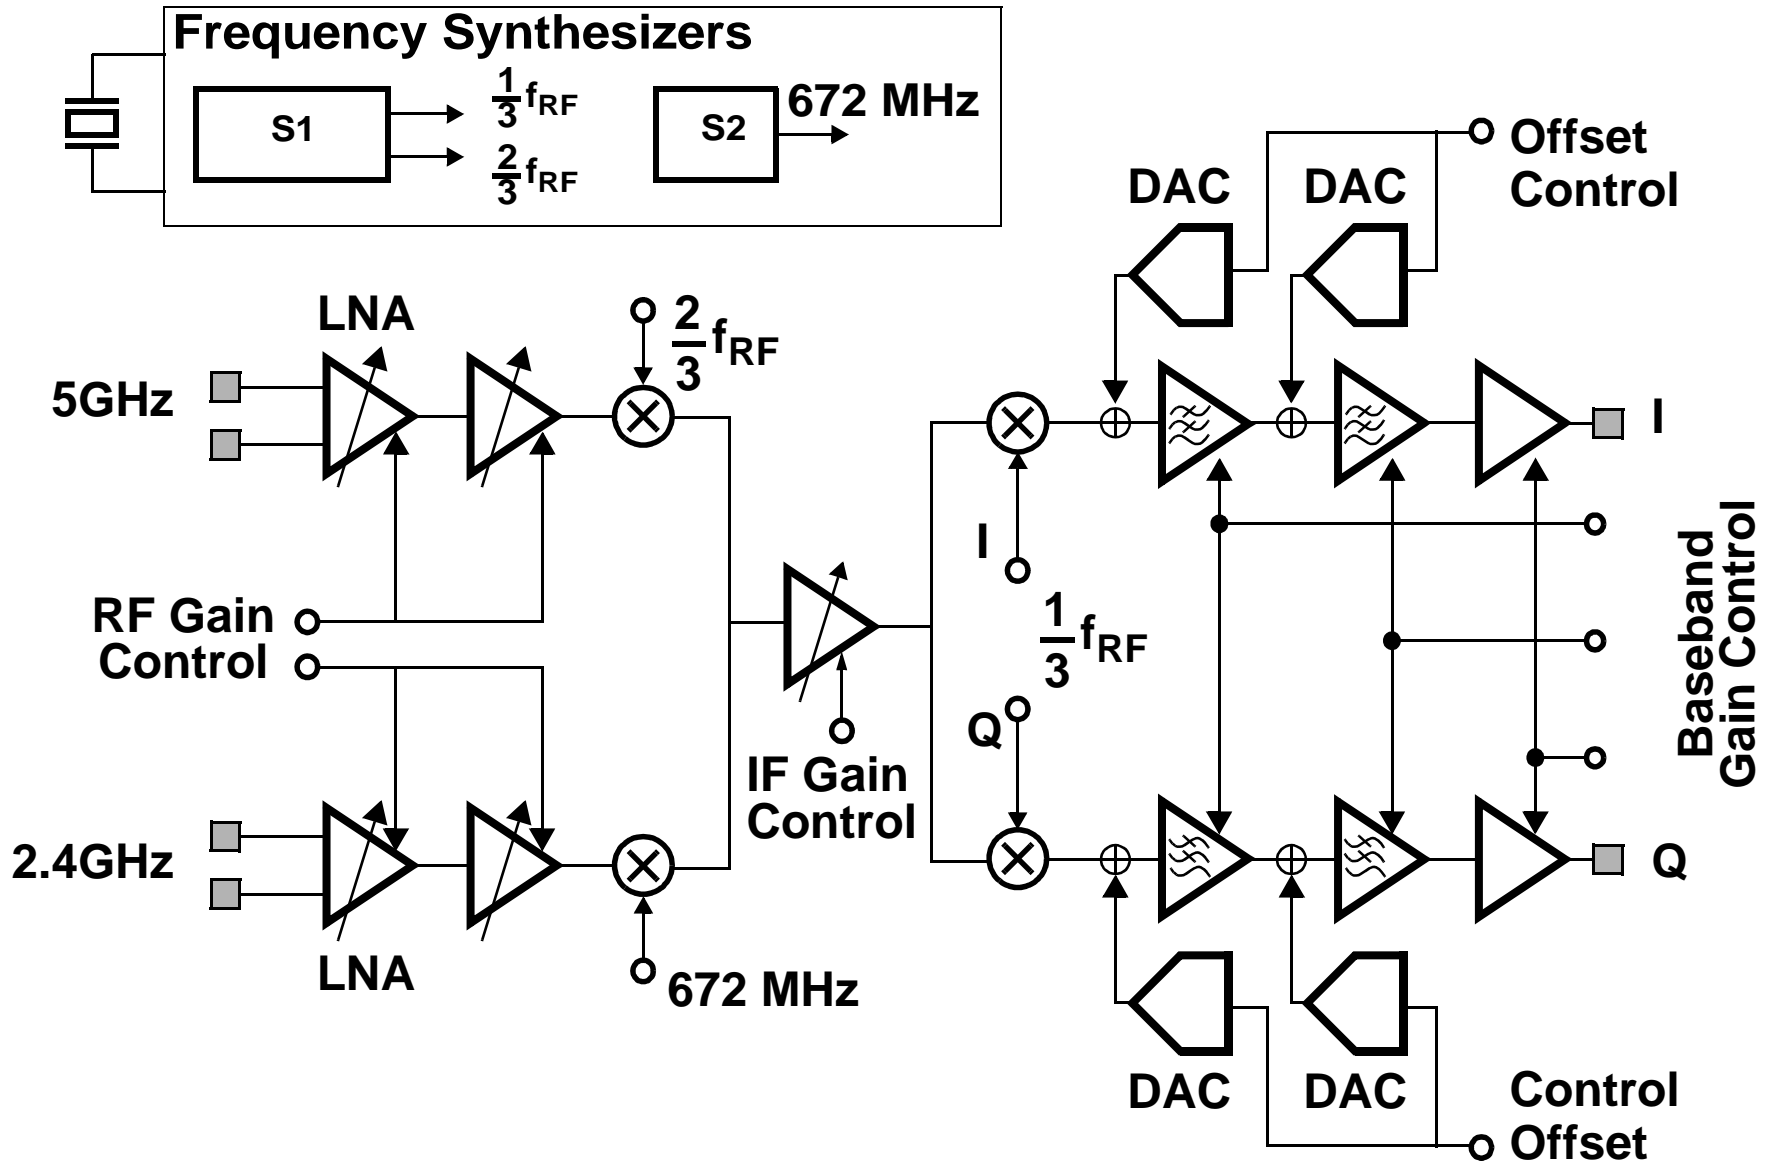 Frequency Synthesizers
S1
1/3 fRF
2/3 fRF
S2
672 MHz
Offset
Control
DAC
DAC
LNA
2/3 fRF
5GHz
I
I
RF Gain
Control
1/3 fRF
Baseband
Gain Control
Q
IF Gain
Control
2.4GHz
Q
LNA
672 MHz
DAC
DAC
Control
Offset